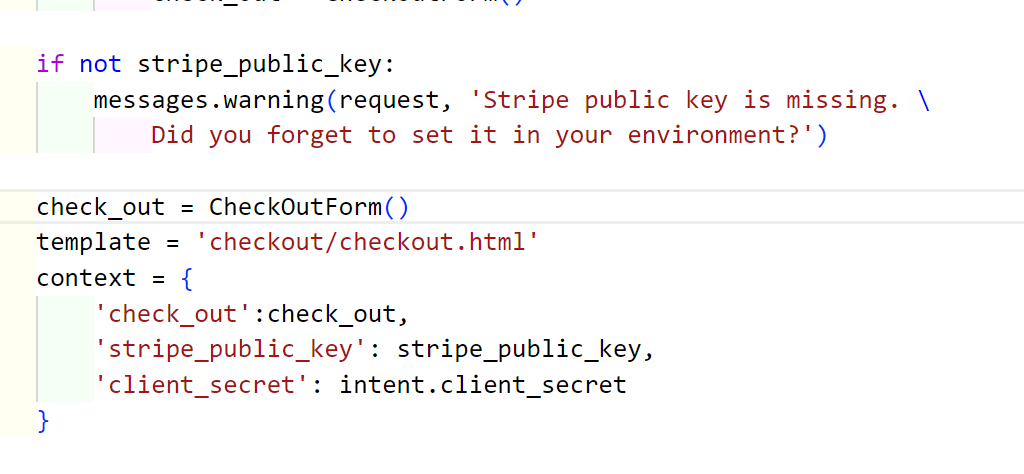 if not stripe_public_key:
messages.warning(request, 'Stripe public key is missing. \
Did you forget to set it in your environment?')
check_out = CheckOutForm()
template = 'checkout/checkout.html'
context = {
'check_out':check_out,
'stripe_public_key': stripe_public_key,
'client_secret': intent.client_secret
}